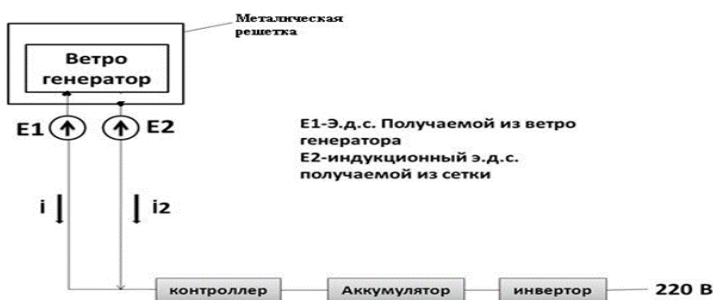 Металическая
решетка
Ветро
генератор
E1
E2
E1-Э.д.с. Получаемой из ветро
генератора
E2-индукционный э.д.с.
получаемой из сетки
i
i2
контроллер
Аккумулятор
инвертор
220 В